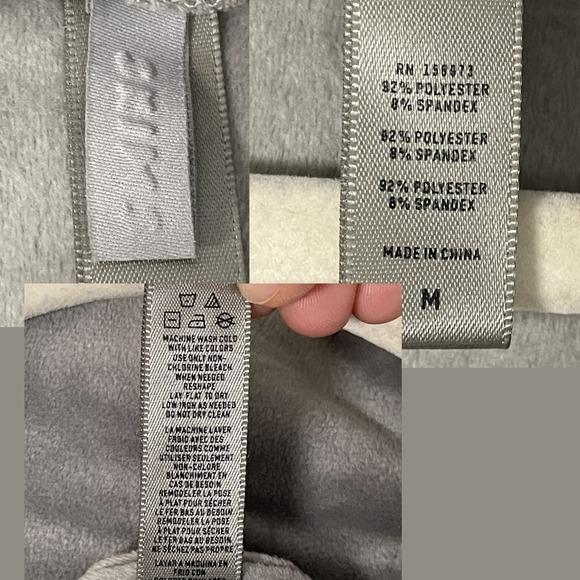 RN 156973
92% POLYESTER
8% SPANDEX
92% POLYESTER
8% SPANDEX
92% POLYESTER
8% SPANDEX
MADE IN CHINA
M
MACHINE WASH COLD
WITH LIKE COLORS
USE ONLY NON-
CHLORINE BLEACH
WHEN NEEDED
RESHAPE
LAY FLAT TO DRY
LOW IRON AS NEEDED
DO NOT DRY CLEAN
LA MACHINE LAVER
FROID AVEC DES
COULEURS COMME
UTILISER SEULEMENT
NON-CHLORE
BLANCHIMENT EN
CAS DE BESOIN
REMODELER LA POSE
À PLAT POUR SÉCHER
LE FER BAS AU BESOIN
REMODELER LA POSE
À PLAT POUR SÉCHER
LE FER BAG AU BESOIN
NE SÉCHEZ PAS PROPRE
LAVAR A MAQUINA EN
FRIO CON